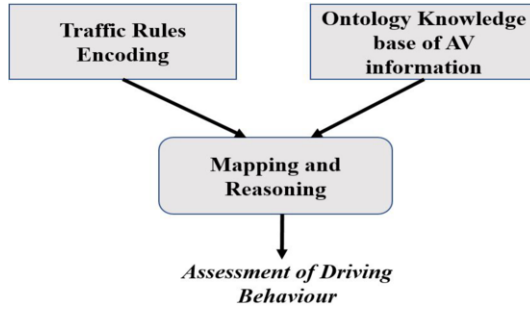 Traffic Rules
Encoding
Ontology Knowledge
base of AV
information
Mapping and
Reasoning
Assessment of Driving
Behaviour